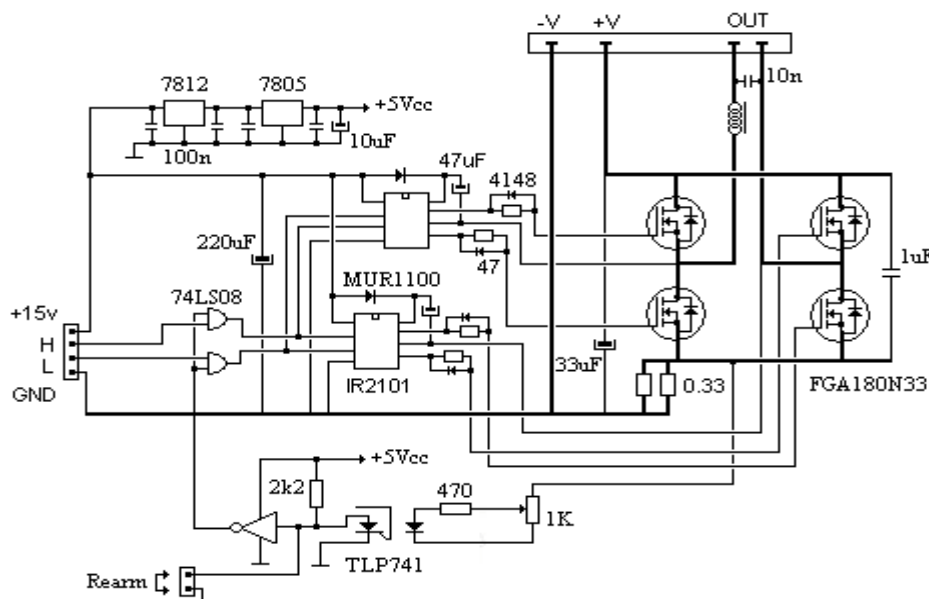 -V +V OUT
10n
7812 7805
+5Vcc
10uF
100n
47uF
4148
220uF
47
1uF
MUR1100
74LS08
+15v
H
L
GND
IR2101
33uF
0.33
FGA180N33
+5Vcc
2k2
470
1K
TLP741
Rearm